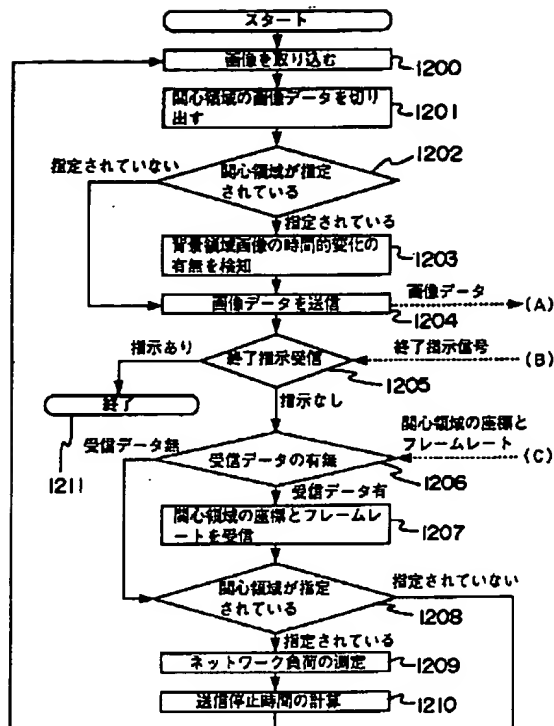 スタート
画像を取り込む
1200
関心領域の画像データを切り
出す
1201
1202
指定されていない
関心領域が指定
されている
指定されている
背景領域画像の時間的変化の
有無を検知
1203
画像データを送信
1204
画像データ
(A)
指示あり
終了指示受信
終了指示信号
(B)
1205
終了
1211
指示なし
関心領域の座標と
フレームレート
(C)
受信データ無
受信データの有無
1206
受信データ有
関心領域の座標とフレームレ
ートを受信
1207
関心領域が指定
されている
指定されていない
1208
指定されている
ネットワーク負荷の測定
1209
送信停止時間の計算
1210